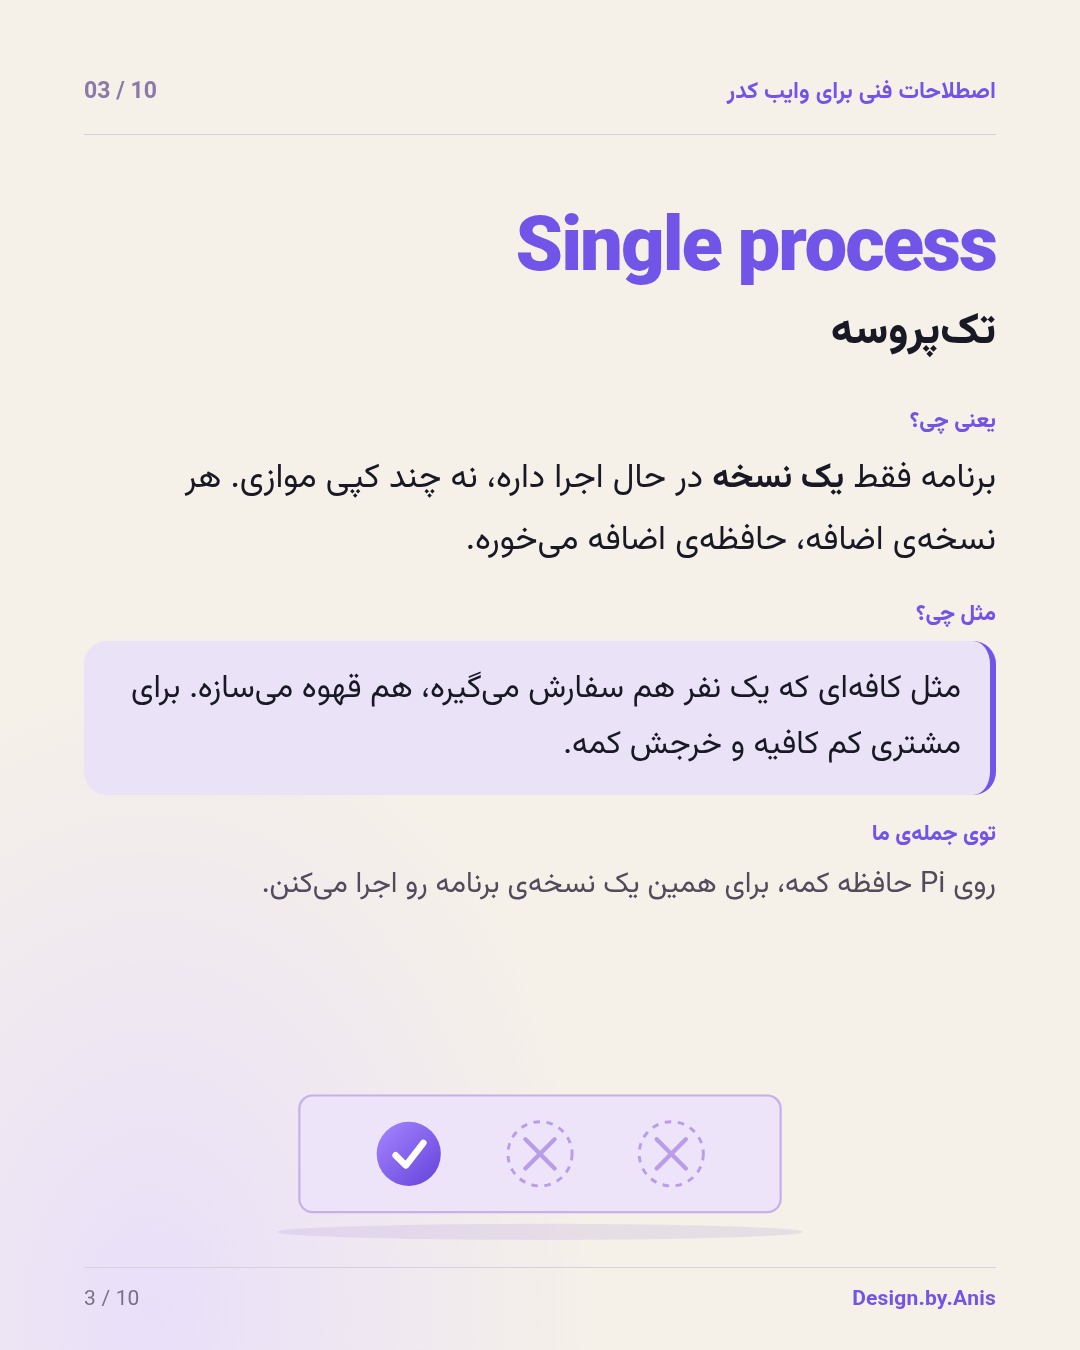 اصطلاحات فنی برای وایب کدر
03 / 10
Single process
تک‌پروسه
یعنی چی؟
برنامه فقط یک نسخه در حال اجرا داره، نه چند کپی موازی. هر
نسخه‌ی اضافه، حافظه‌ی اضافه می‌خوره.
مثل چی؟
مثل کافه‌ای که یک نفر هم سفارش می‌گیره، هم قهوه می‌سازه. برای
مشتری کم کافیه و خرجش کمه.
توی جمله‌ی ما
روی Pi حافظه کمه، برای همین یک نسخه‌ی برنامه رو اجرا می‌کنن.
Design.by.Anis
3 / 10